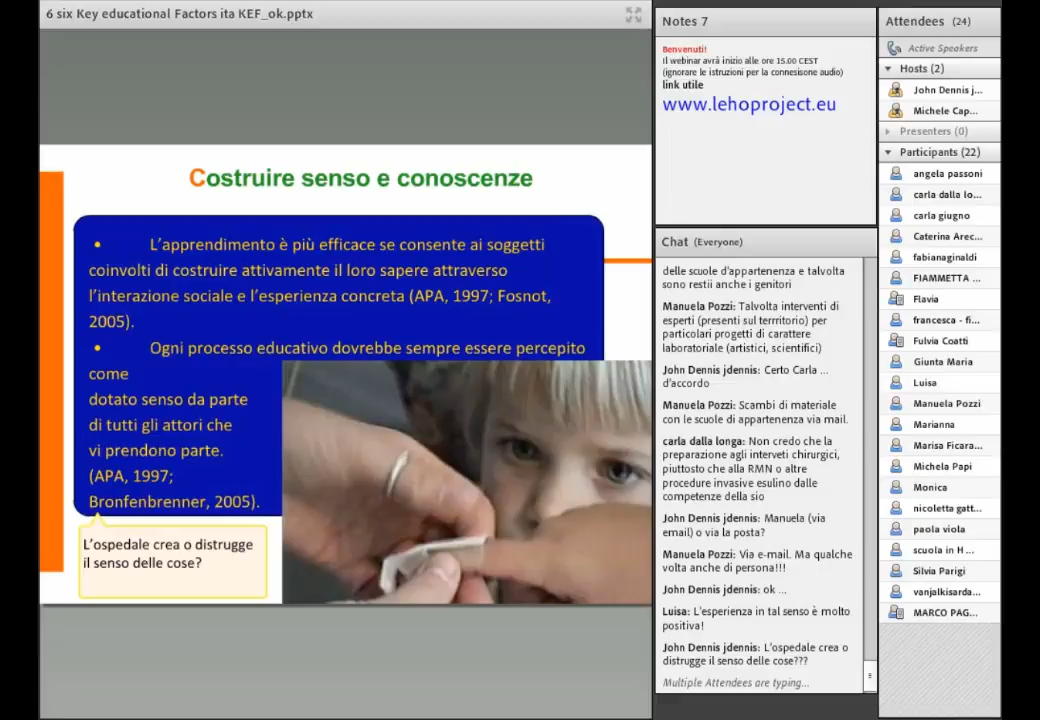 6 six Key educational Factors ita KEF_ok.pptx
Costruire senso e conoscenze
• L'apprendimento è più efficace se consente ai soggetti
coinvolti di costruire attivamente il loro sapere attraverso
l'interazione sociale e l'esperienza concreta (APA, 1997; Fosnot,
2005).
• Ogni processo educativo dovrebbe sempre essere percepito
come
dotato senso da parte
di tutti gli attori che
vi prendono parte.
(APA, 1997;
Bronfenbrenner, 2005).
L'ospedale crea o distrugge
il senso delle cose?
Notes 7
Benvenuti!
Il webinar avrà inizio alle ore 15.00 CEST
(ignorare le istruzioni per la connesisone audio)
link utile
www.lehoproject.eu
Chat (Everyone)
delle scuole d'appartenenza e talvolta
sono restii anche i genitori
Manuela Pozzi: Talvolta interventi di
esperti (presenti sul terrritorio) per
particolari progetti di carattere
laboratoriale (artistici, scientifici)
John Dennis jdennis: Certo Carla ...
d'accordo
Manuela Pozzi: Scambi di materiale
con le scuole di appartenenza via mail.
carla dalla longa: Non credo che la
preparazione agli interveti chirurgici,
piuttosto che alla RMN o altre
procedure invasive esulino dalle
competenze della sio
John Dennis jdennis: Manuela (via
email) o via la posta?
Manuela Pozzi: Via e-mail. Ma qualche
volta anche di persona!!!
John Dennis jdennis: ok ...
Luisa: L'esperienza in tal senso è molto
positiva!
John Dennis jdennis: L'ospedale crea o
distrugge il senso delle cose???
Multiple Attendees are typing...
Attendees (24)
Active Speakers
Hosts (2)
John Dennis j...
Michele Cap...
Presenters (0)
Participants (22)
angela passoni
carla dalla lo...
carla giugno
Caterina Arec...
fabianaginaldi
FIAMMETTA ...
Flavia
francesca - fi...
Fulvia Coatti
Giunta Maria
Luisa
Manuela Pozzi
Marianna
Marisa Ficara...
Michela Papi
Monica
nicoletta gatt...
paola viola
scuola in H ...
Silvia Parigi
vanjalkisarda...
MARCO PAG...